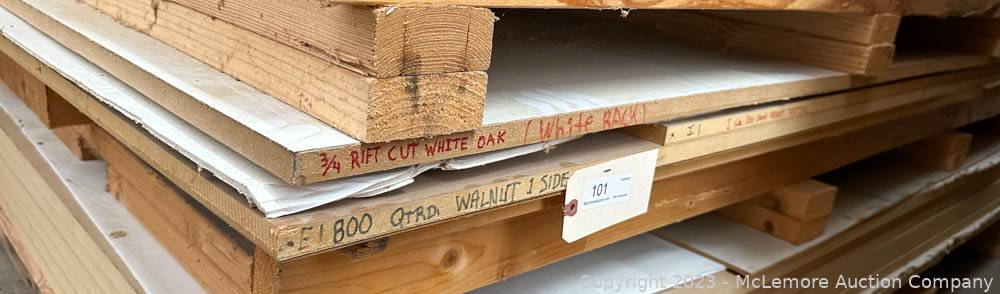 3/4 RIFT CUT WHITE OAK (White BACK)
E1 800 QTRD. WALNUT 1 SIDE
101
Copyright 2023 - McLemore Auction Company